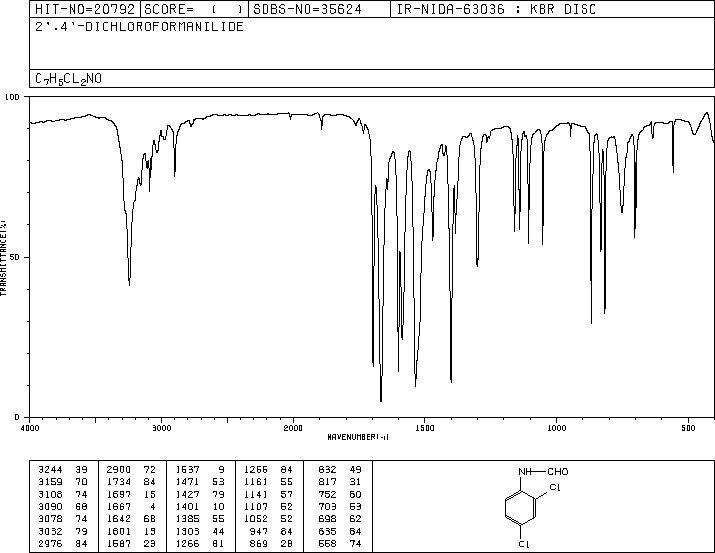 HIT-NO=20792 SCORE= ( ) SDBS-NO=35624 IR-NIDA-63036 : KBR DISC
2',4'-DICHLOROFORMANILIDE
C7H5CL2NO
100
50
0
TRANSMITTANCE(%)
4000 3000 2000 1500 1000 500
WAVENUMBER(-1)
3244 39 2900 72 1537 9 1266 84 832 49
3159 70 1734 84 1471 53 1161 55 817 31
3108 74 1697 15 1427 79 1141 57 752 60
3090 68 1667 4 1401 10 1107 52 703 53
3078 74 1642 68 1385 55 1052 52 698 62
3032 79 1601 13 1303 44 947 84 635 84
2976 84 1587 23 1266 81 869 28 558 74
NH CHO
Cl
Cl